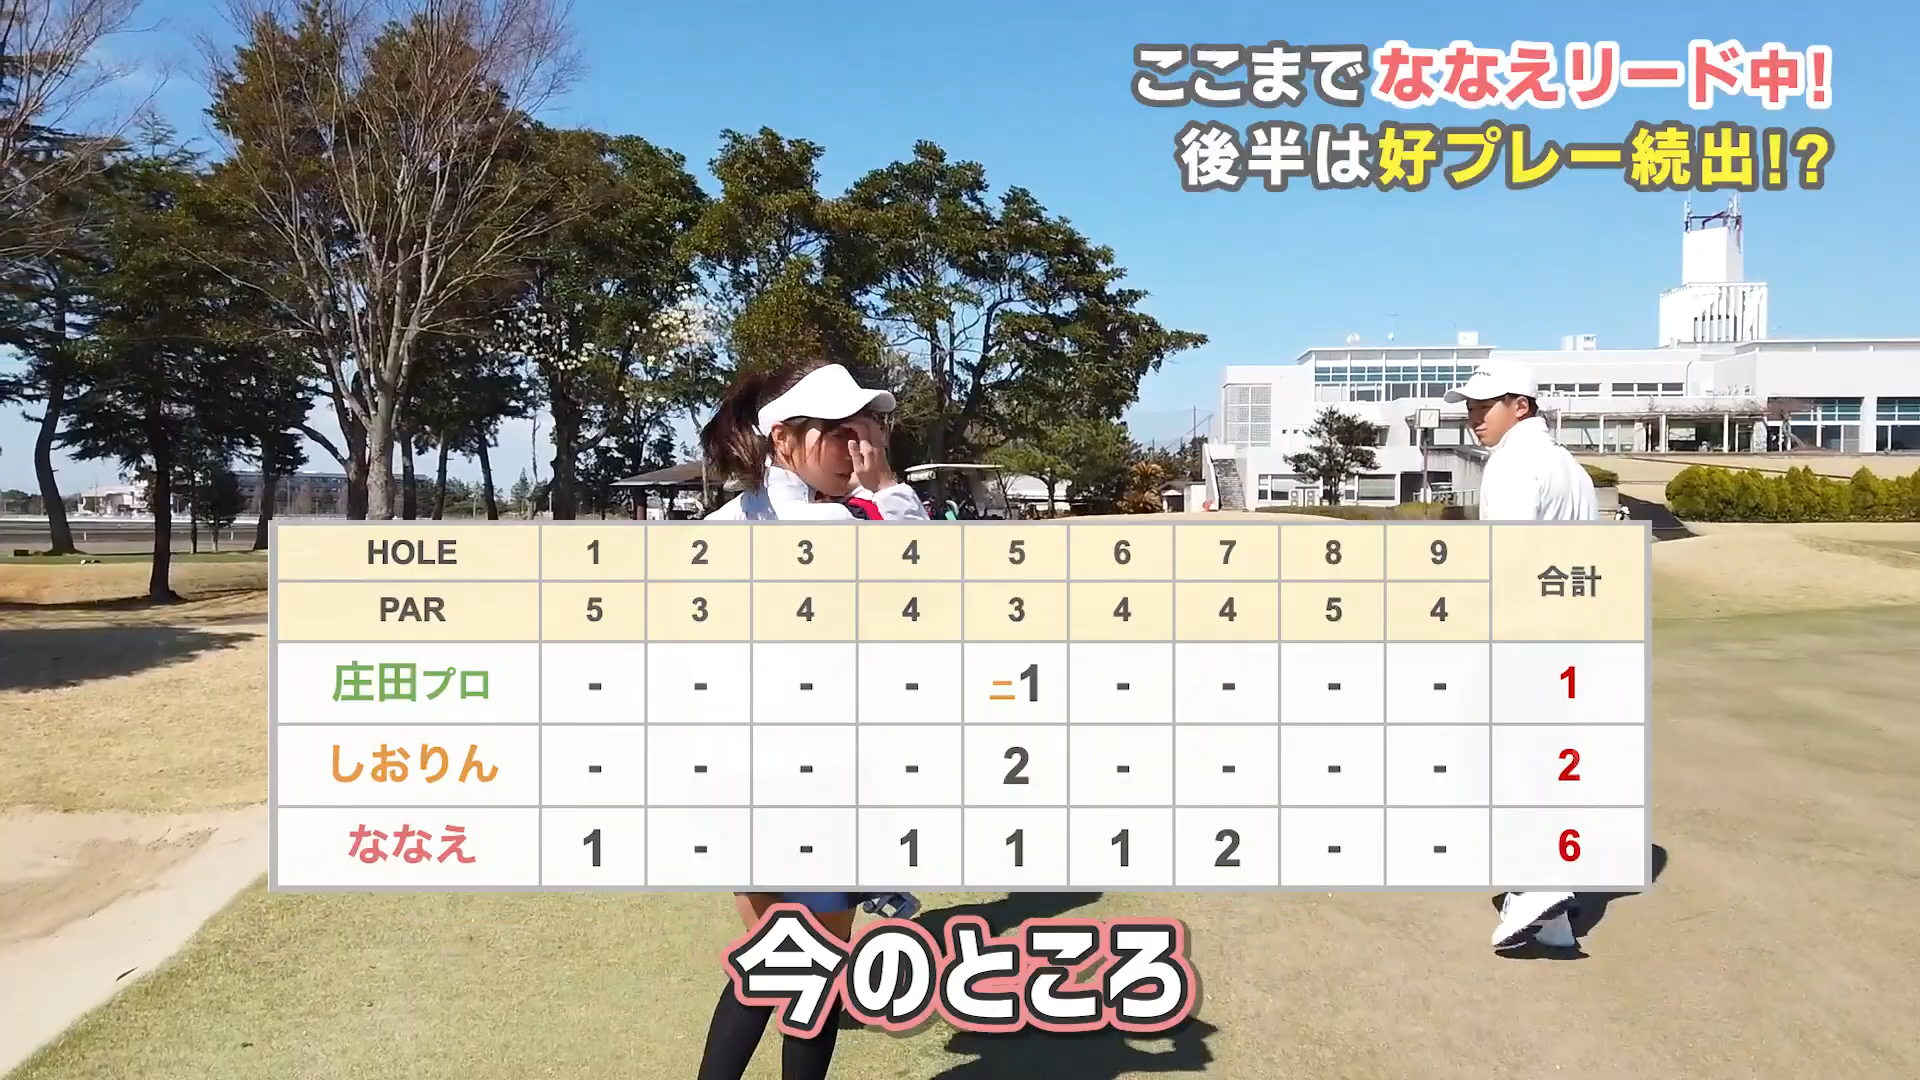 ここまでななえリード中！
後半は好プレー続出！？
HOLE 1 2 3 4 5 6 7 8 9 合計
PAR 5 3 4 4 3 4 4 5 4
庄田プロ - - - - ニ1 - - - - 1
しおりん - - - - 2 - - - - 2
ななえ 1 - - 1 1 1 2 - - 6
今のところ